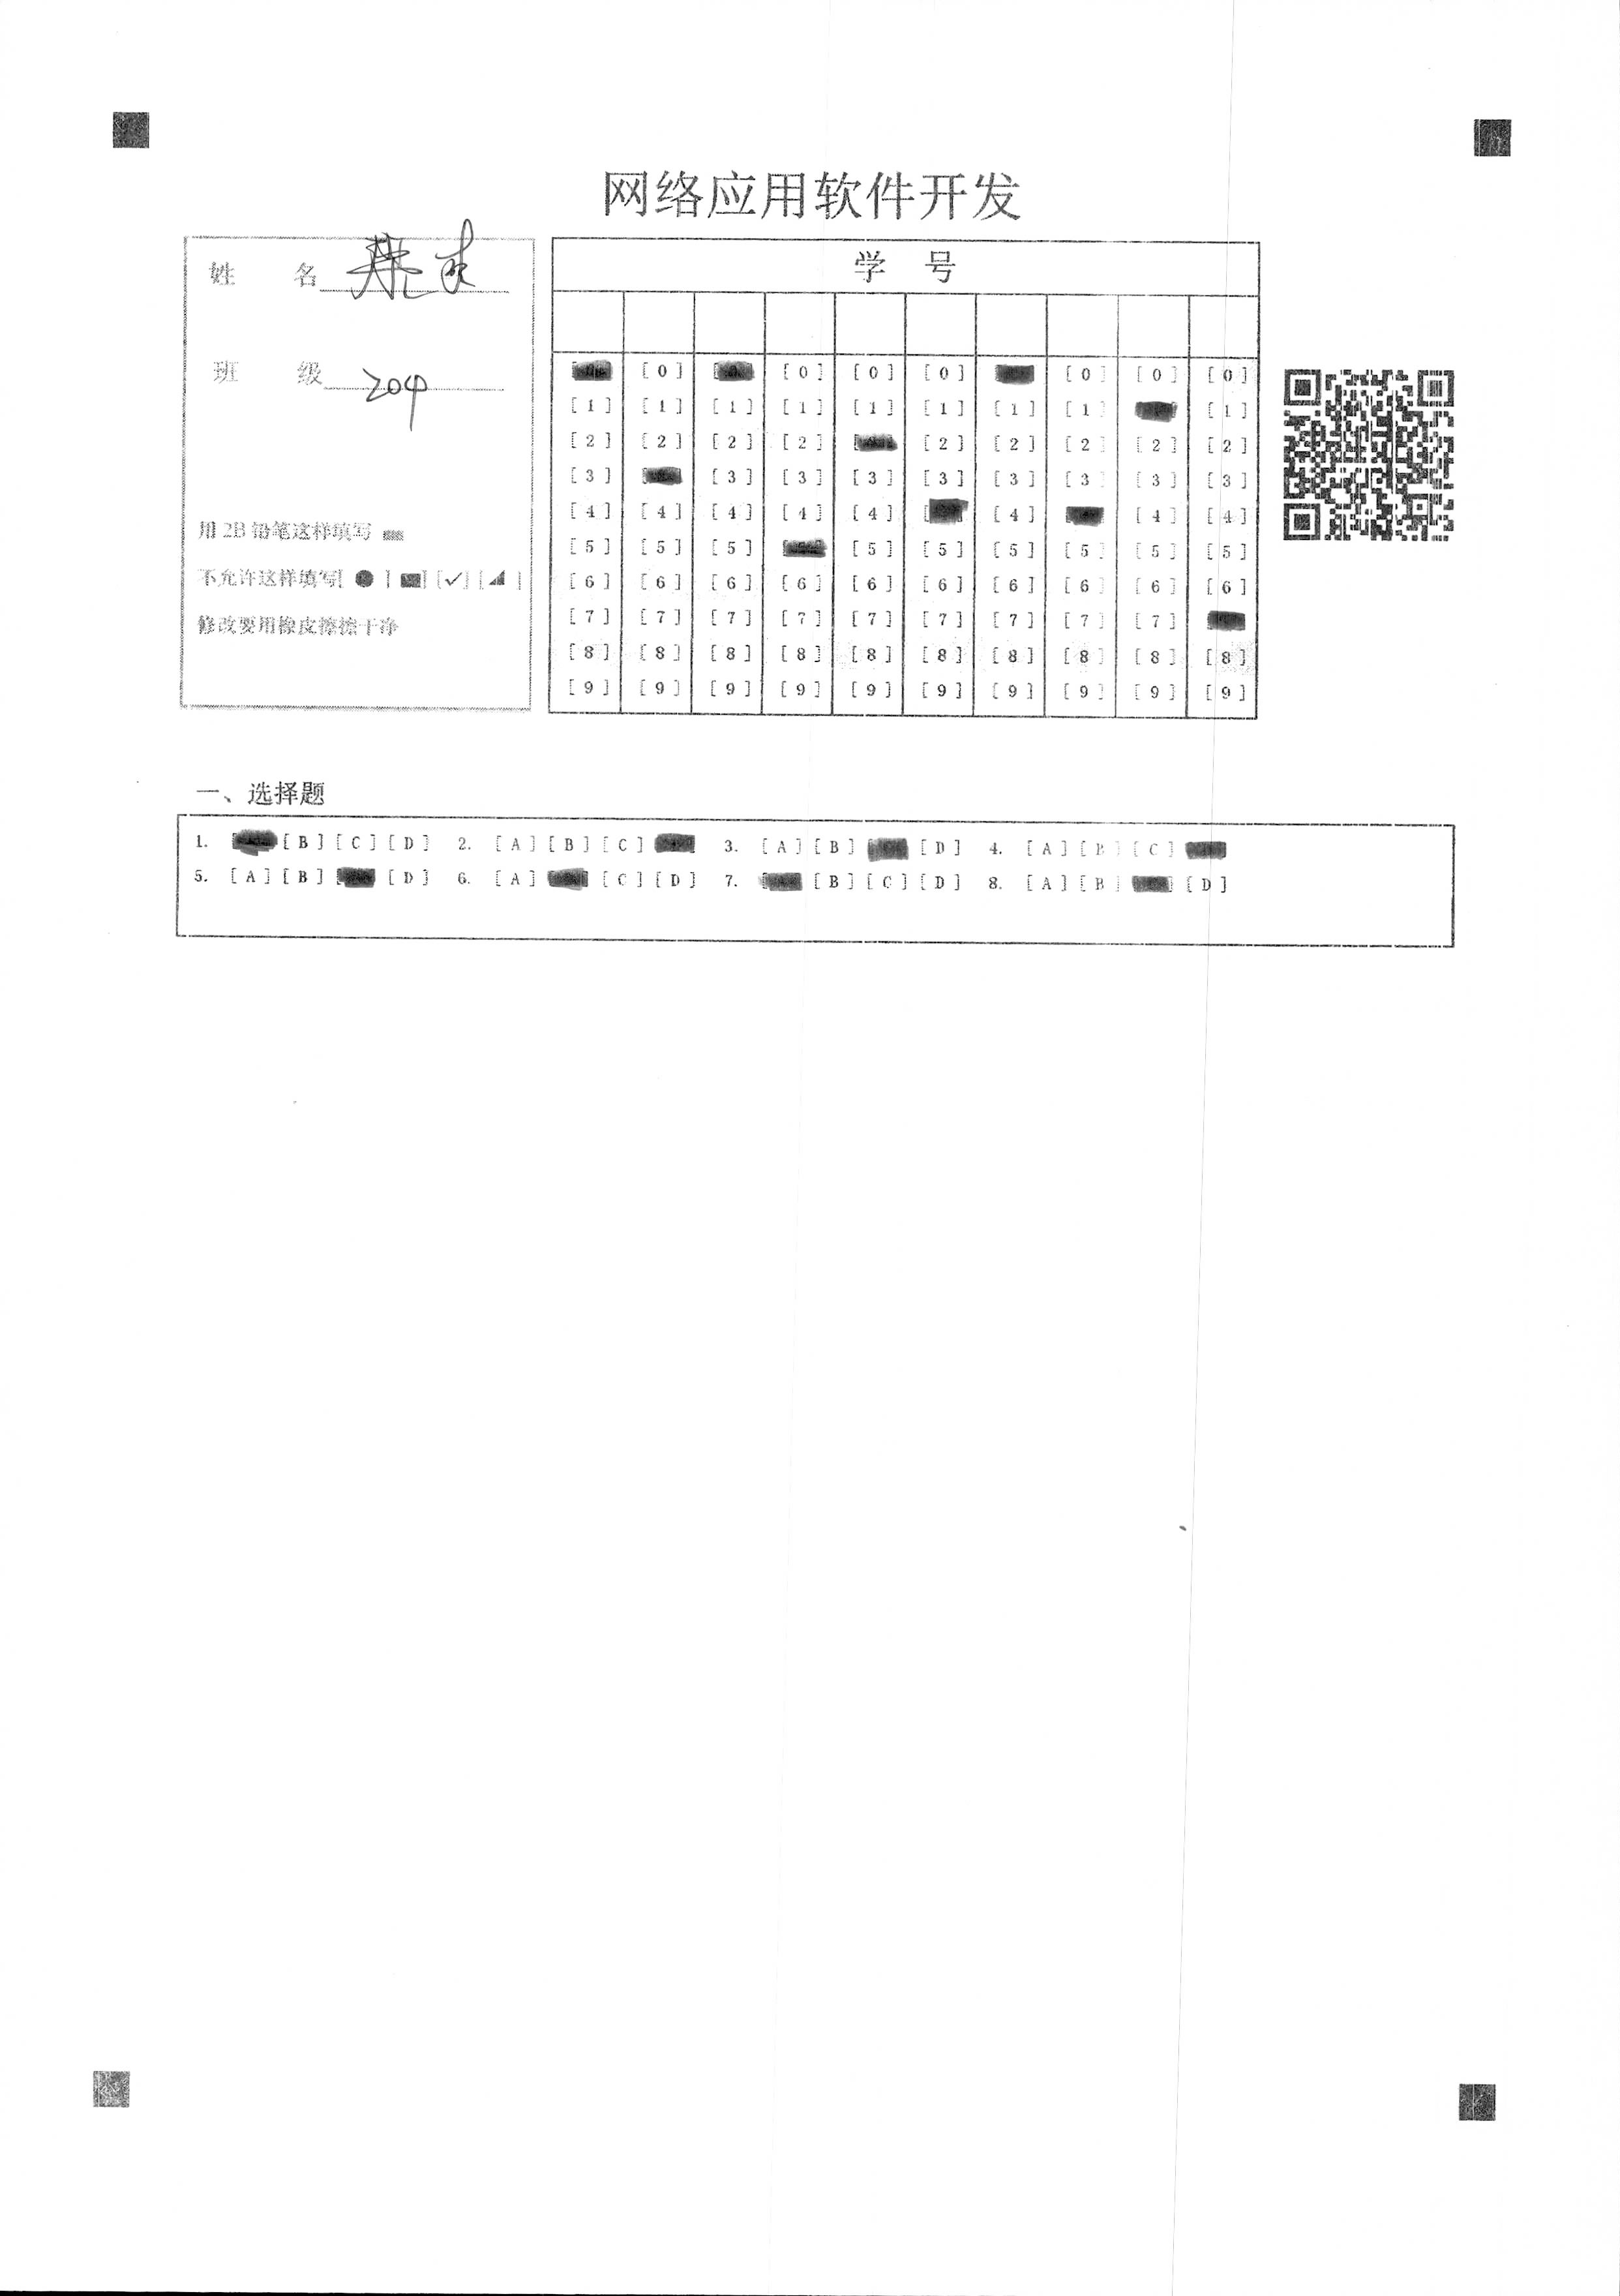 网络应用软件开发
姓 名
班 级 204
用 2B 铅笔这样填写
不允许这样填写[ ● ] [■] [✓] [◢ ]
修改要用橡皮擦擦干净
学 号
[0] [0] [0] [0] [0] [0] [0]
[1] [1] [1] [1] [1] [1] [1] [1] [1]
[2] [2] [2] [2] [2] [2] [2] [2] [2]
[3] [3] [3] [3] [3] [3] [3] [3] [3]
[4] [4] [4] [4] [4] [4] [4] [4]
[5] [5] [5] [5] [5] [5] [5] [5] [5]
[6] [6] [6] [6] [6] [6] [6] [6] [6] [6]
[7] [7] [7] [7] [7] [7] [7] [7] [7]
[8] [8] [8] [8] [8] [8] [8] [8] [8] [8]
[9] [9] [9] [9] [9] [9] [9] [9] [9] [9]
一、选择题
1. [B] [C] [D] 2. [A] [B] [C] 3. [A] [B] [D] 4. [A] [B] [C]
5. [A] [B] [D] 6. [A] [C] [D] 7. [B] [C] [D] 8. [A] [B] [D]